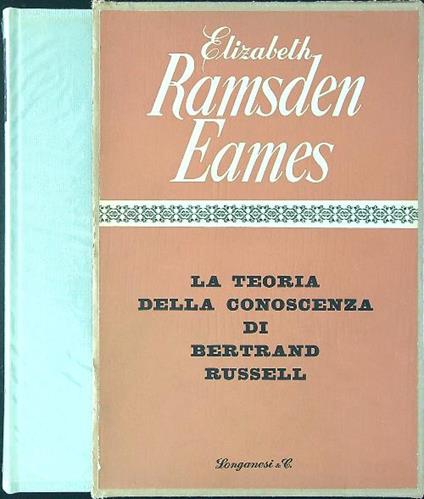 Elizabeth
Ramsden
Eames
LA TEORIA
DELLA CONOSCENZA
DI
BERTRAND
RUSSELL
Longanesi & C.